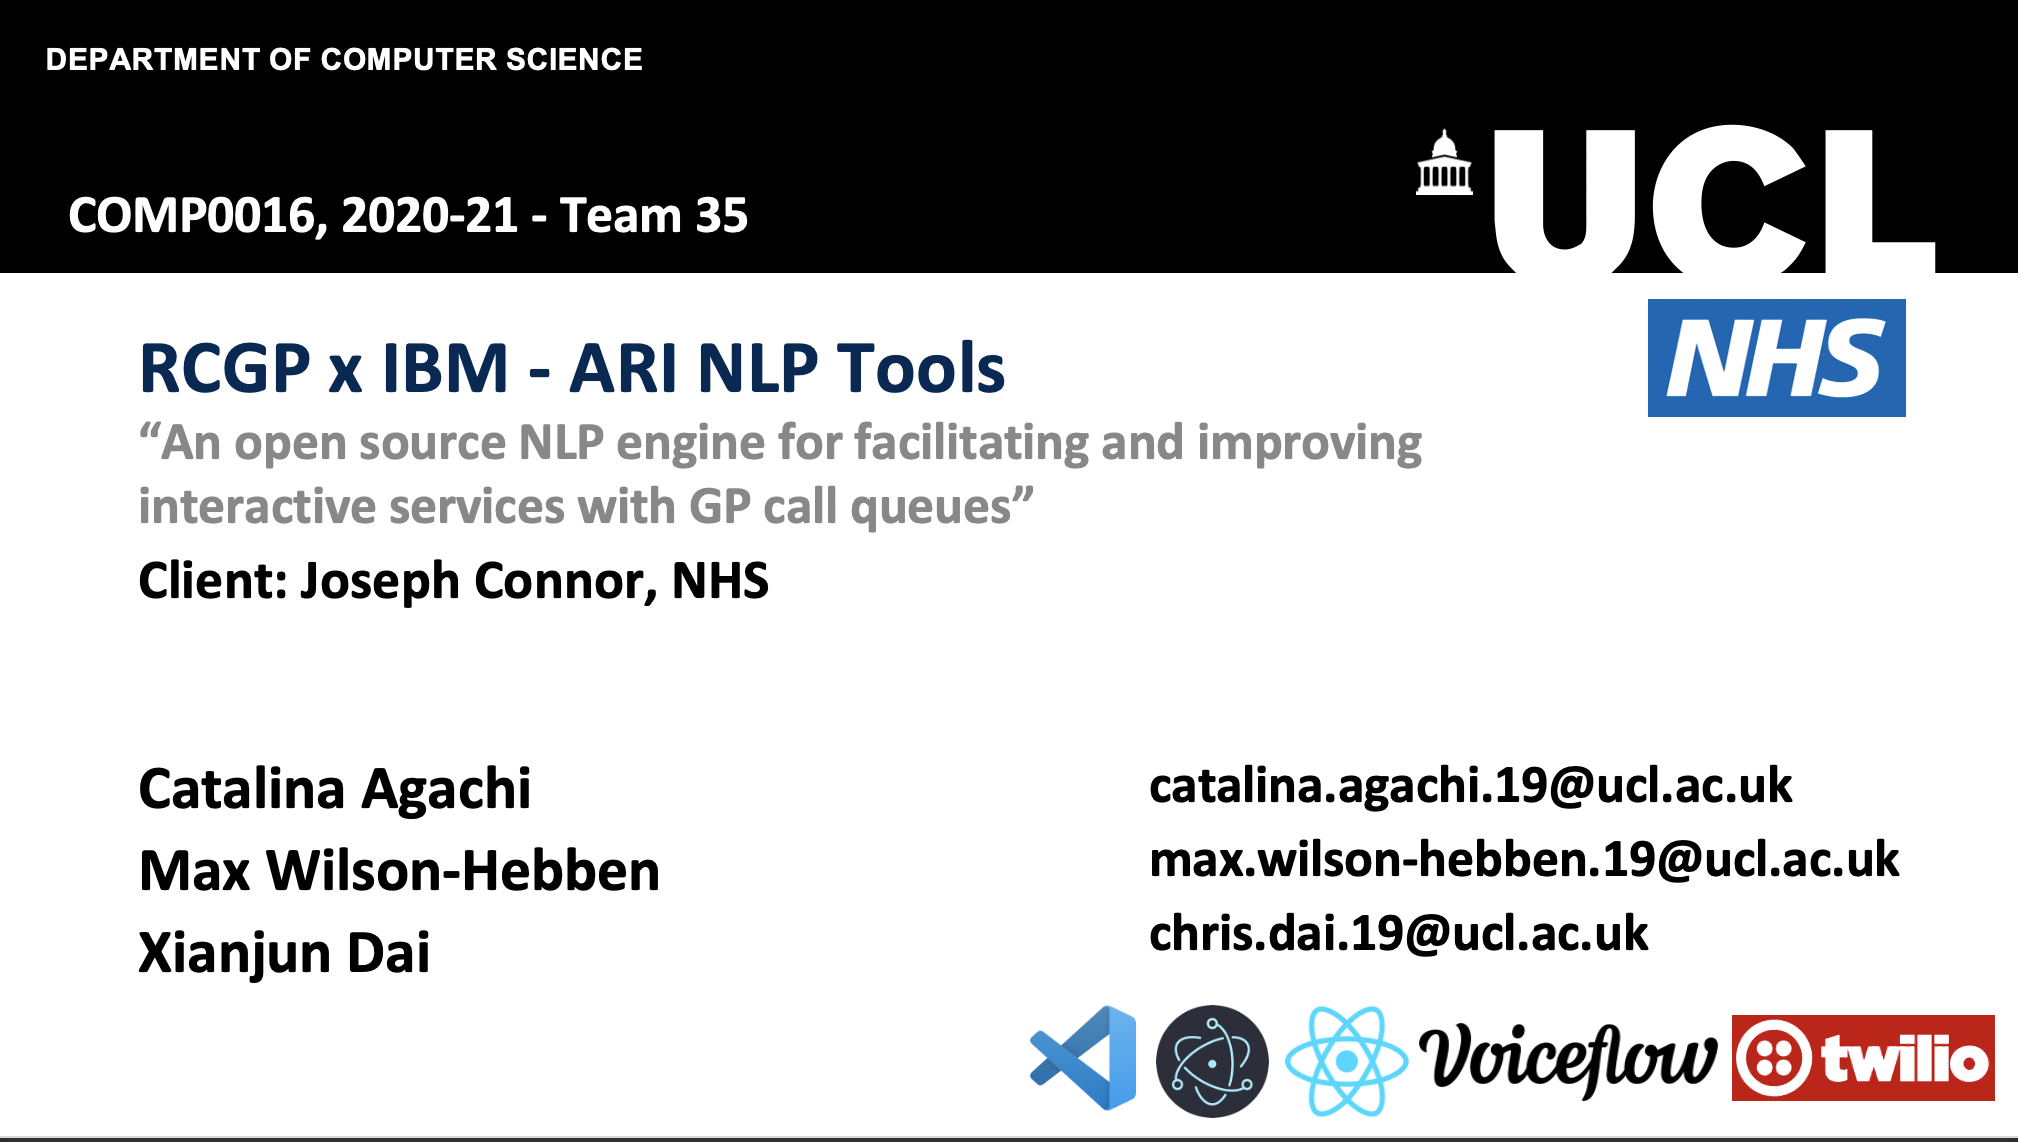 DEPARTMENT OF COMPUTER SCIENCE
COMP0016, 2020-21 - Team 35
UCL
NHS
RCGP x IBM - ARI NLP Tools
“An open source NLP engine for facilitating and improving
interactive services with GP call queues”
Client: Joseph Connor, NHS
Catalina Agachi
Max Wilson-Hebben
Xianjun Dai
catalina.agachi.19@ucl.ac.uk
max.wilson-hebben.19@ucl.ac.uk
chris.dai.19@ucl.ac.uk
Voiceflow
twilio